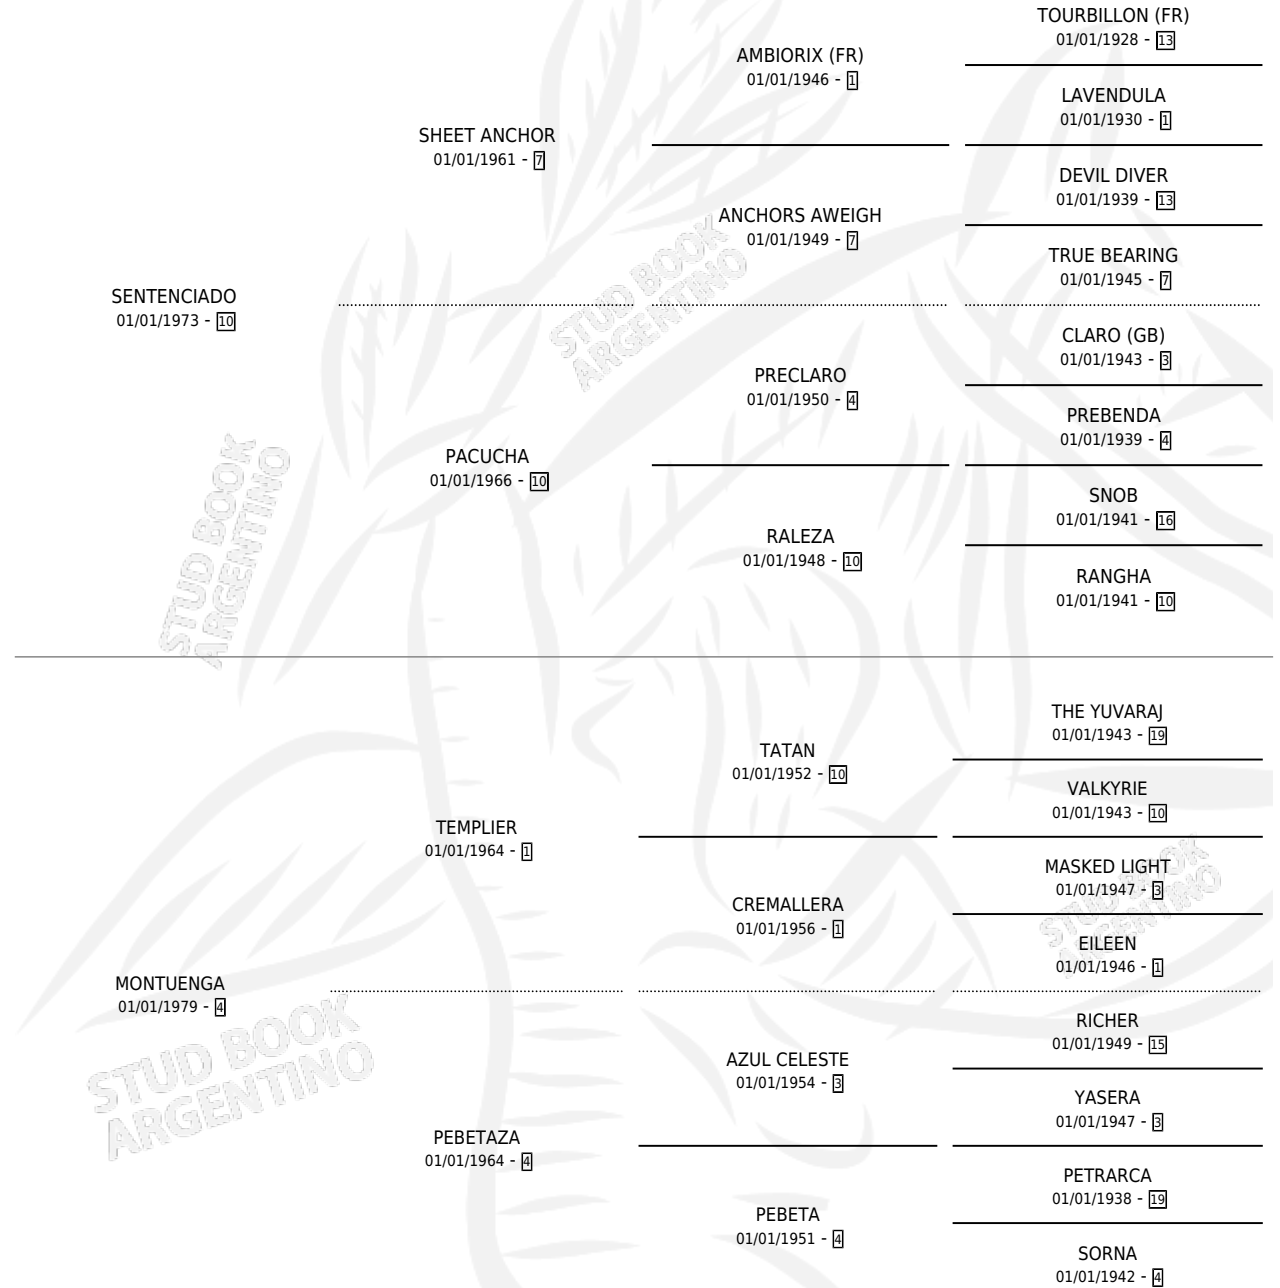 TOURBILLON (FR)
01/01/1928 - 13
AMBIORIX (FR)
01/01/1946 - 1
LAVENDULA
01/01/1930 - 1
SHEET ANCHOR
01/01/1961 - 7
DEVIL DIVER
01/01/1939 - 13
ANCHORS AWEIGH
01/01/1949 - 7
TRUE BEARING
01/01/1945 - 7
SENTENCIADO
01/01/1973 - 10
CLARO (GB)
01/01/1943 - 3
PRECLARO
01/01/1950 - 4
PREBENDA
01/01/1939 - 4
PACUCHA
01/01/1966 - 10
SNOB
01/01/1941 - 16
RALEZA
01/01/1948 - 10
RANGHA
01/01/1941 - 10
THE YUVARAJ
01/01/1943 - 19
TATAN
01/01/1952 - 10
VALKYRIE
01/01/1943 - 10
TEMPLIER
01/01/1964 - 1
MASKED LIGHT
01/01/1947 - 3
CREMALLERA
01/01/1956 - 1
EILEEN
01/01/1946 - 1
MONTUENGA
01/01/1979 - 4
RICHER
01/01/1949 - 15
AZUL CELESTE
01/01/1954 - 3
YASERA
01/01/1947 - 3
PEBETAZA
01/01/1964 - 4
PETRARCA
01/01/1938 - 19
PEBETA
01/01/1951 - 4
SORNA
01/01/1942 - 4
STUD BOOK
ARGENTINO
STUD BOOK
ARGENTINO
STUD BOOK
ARGENTINO
STUD BOOK
ARGENTINO